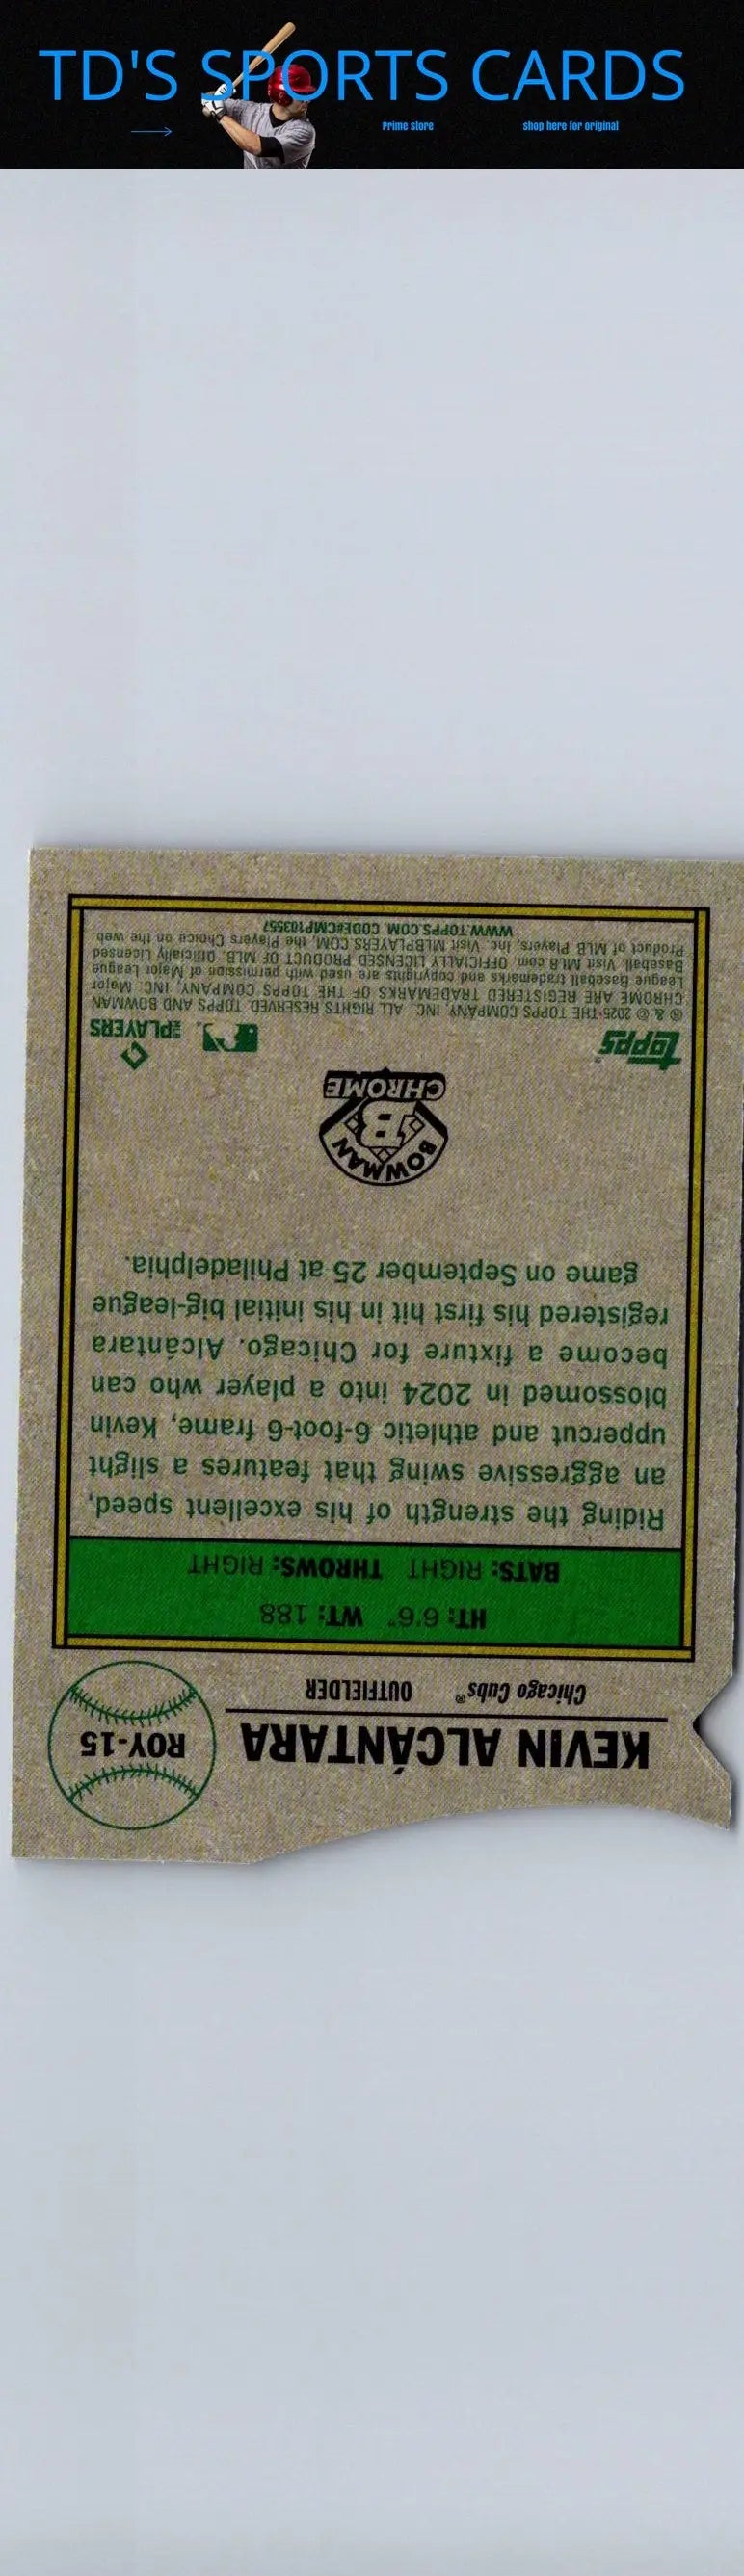 TD'S SPORTS CARDS
Prime store
shop here for original
ROY-15
KEVIN ALCÁNTARA
Chicago Cubs® OUTFIELDER
HT: 6'6" WT: 188
BATS: RIGHT THROWS: RIGHT
Riding the strength of his excellent speed,
an aggressive swing that features a slight
uppercut and athletic 6-foot-6 frame, Kevin
blossomed in 2024 into a player who can
become a fixture for Chicago. Alcántara
registered his first hit in his initial big-league
game on September 25 at Philadelphia.
BOWMAN
B
CHROME
topps
MLB PLAYERS
® & © 2025 THE TOPPS COMPANY, INC. ALL RIGHTS RESERVED. TOPPS AND BOWMAN
CHROME ARE REGISTERED TRADEMARKS OF THE TOPPS COMPANY, INC. Major
League Baseball trademarks and copyrights are used with permission of Major League
Baseball. Visit MLB.com. OFFICIALLY LICENSED PRODUCT OF MLB. Officially Licensed
Product of MLB Players, Inc. Visit MLBPLAYERS.COM, the Players Choice on the web.
WWW.TOPPS.COM. CODE#CMP103557